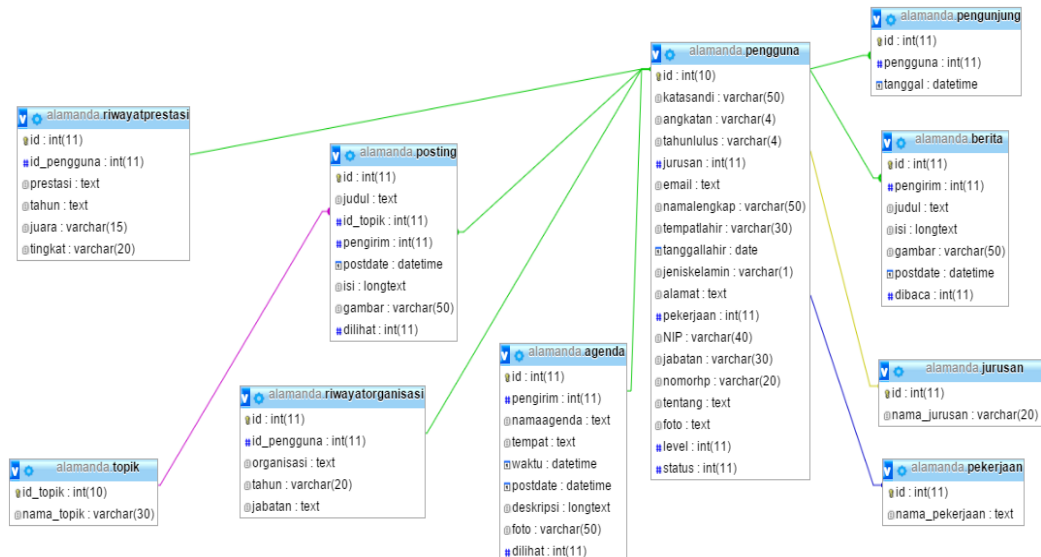 alamanda.pengunjung
id : int(11)
pengguna : int(11)
tanggal : datetime
alamanda.pengguna
id : int(10)
katasandi : varchar(50)
angkatan : varchar(4)
tahunlulus : varchar(4)
jurusan : int(11)
email : text
namalengkap : varchar(50)
tempatlahir : varchar(30)
tanggallahir : date
jeniskelamin : varchar(1)
alamat : text
pekerjaan : int(11)
NIP : varchar(40)
jabatan : varchar(30)
nomorhp : varchar(20)
tentang : text
foto : text
level : int(11)
status : int(11)
alamanda.riwayatprestasi
id : int(11)
id_pengguna : int(11)
prestasi : text
tahun : text
juara : varchar(15)
tingkat : varchar(20)
alamanda.posting
id : int(11)
judul : text
id_topik : int(11)
pengirim : int(11)
postdate : datetime
isi : longtext
gambar : varchar(50)
dilihat : int(11)
alamanda.berita
id : int(11)
pengirim : int(11)
judul : text
isi : longtext
gambar : varchar(50)
postdate : datetime
dibaca : int(11)
alamanda.agenda
id : int(11)
pengirim : int(11)
namaagenda : text
tempat : text
waktu : datetime
postdate : datetime
deskripsi : longtext
foto : varchar(50)
dilihat : int(11)
alamanda.jurusan
id : int(11)
nama_jurusan : varchar(20)
alamanda.riwayatorganisasi
id : int(11)
id_pengguna : int(11)
organisasi : text
tahun : varchar(20)
jabatan : text
alamanda.topik
id_topik : int(10)
nama_topik : varchar(30)
alamanda.pekerjaan
id : int(11)
nama_pekerjaan : text